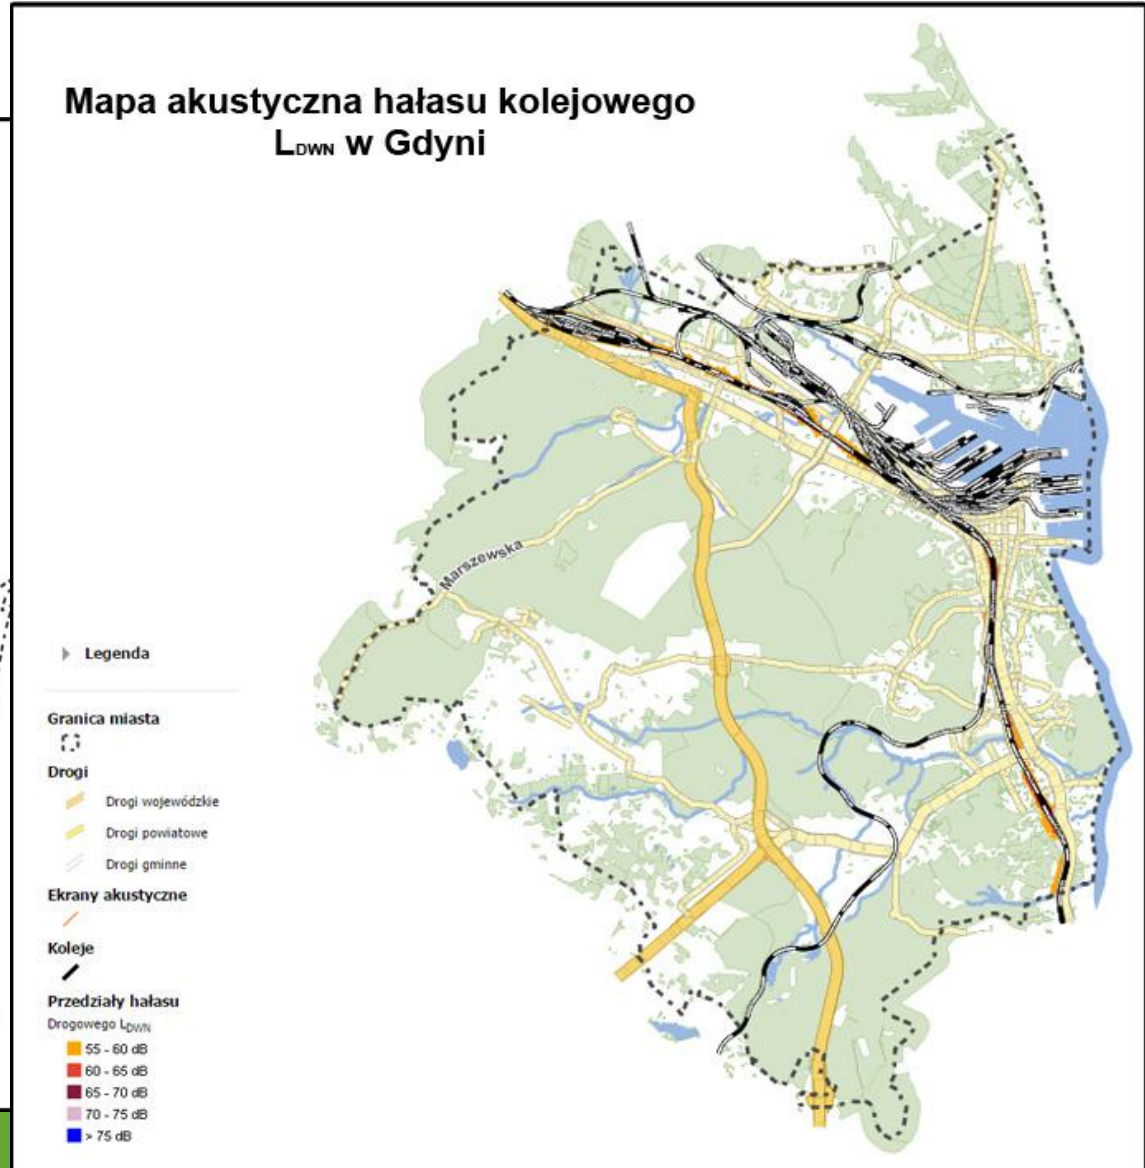 Mapa akustyczna hałasu kolejowego
LDWN w Gdyni
Marszewska
Legenda
Granica miasta
Drogi
Drogi wojewódzkie
Drogi powiatowe
Drogi gminne
Ekrany akustyczne
Koleje
Przedziały hałasu
Drogowego LDWN
55 - 60 dB
60 - 65 dB
65 - 70 dB
70 - 75 dB
> 75 dB